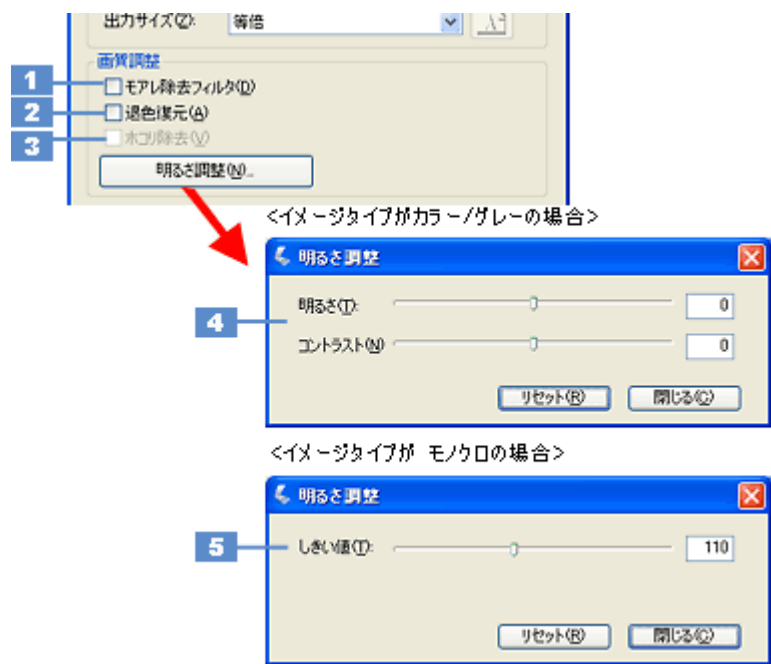 出力サイズ(Z): 等倍
画質調整
1 モアレ除去フィルタ(D)
2 退色復元(A)
3 ホコリ除去(V)
明るさ調整(N)...
<イメージタイプがカラー/グレーの場合>
明るさ調整
明るさ(T): 0
4
コントラスト(N) 0
リセット(R) 閉じる(C)
<イメージタイプが モノクロの場合>
明るさ調整
5 しきい値(T): 110
リセット(R) 閉じる(C)